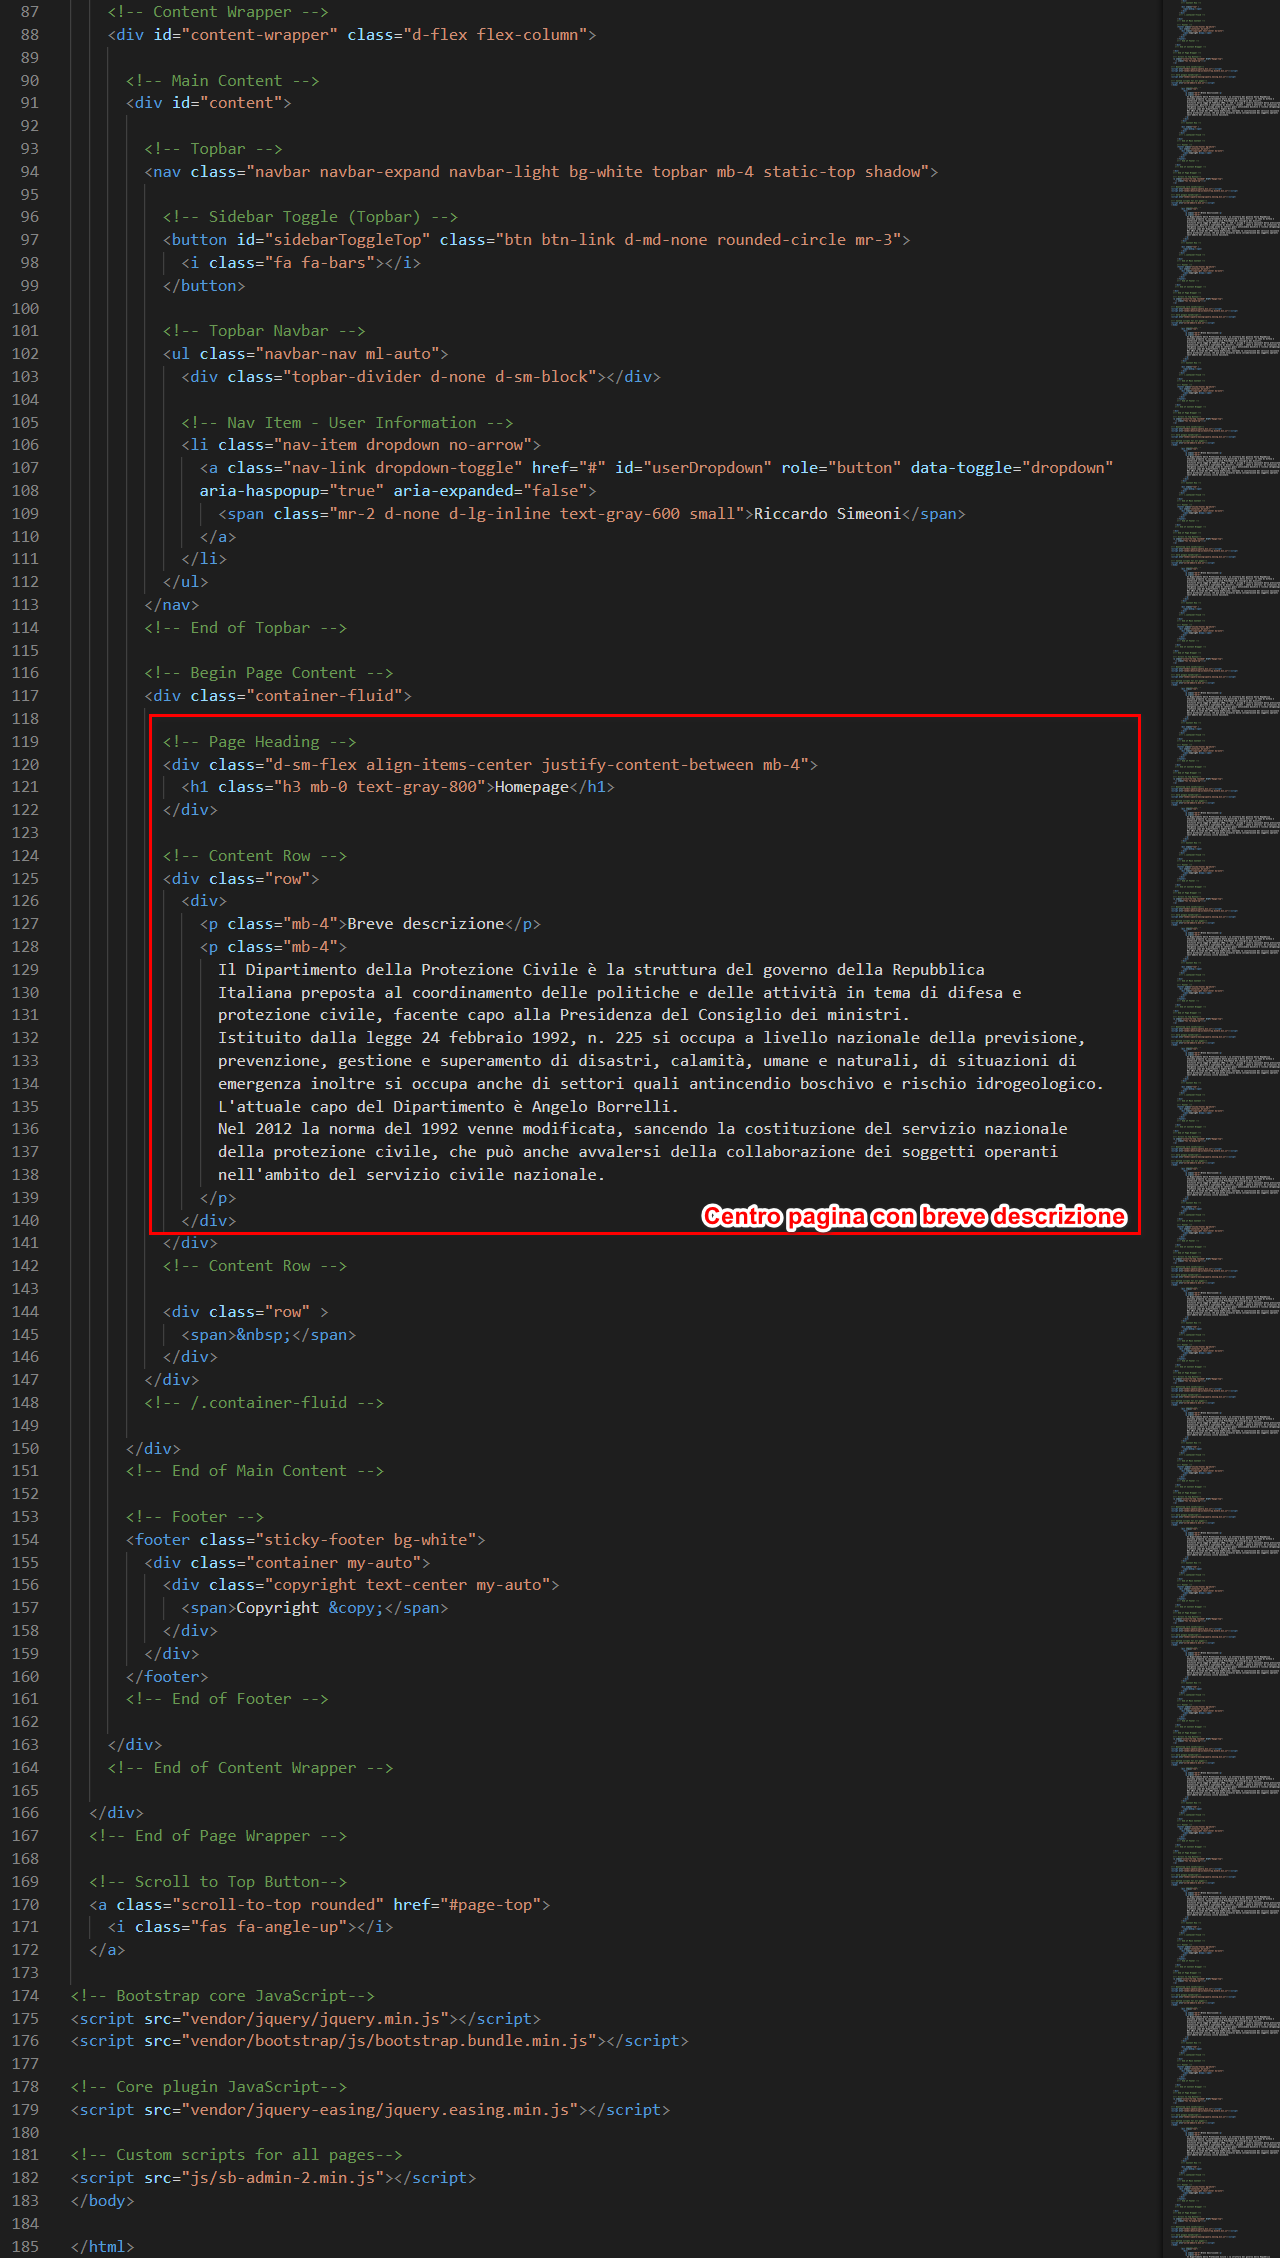 87 <!-- Content Wrapper -->
88 <div id="content-wrapper" class="d-flex flex-column">
89
90 <!-- Main Content -->
91 <div id="content">
92
93 <!-- Topbar -->
94 <nav class="navbar navbar-expand navbar-light bg-white topbar mb-4 static-top shadow">
95
96 <!-- Sidebar Toggle (Topbar) -->
97 <button id="sidebarToggleTop" class="btn btn-link d-md-none rounded-circle mr-3">
98 <i class="fa fa-bars"></i>
99 </button>
100
101 <!-- Topbar Navbar -->
102 <ul class="navbar-nav ml-auto">
103 <div class="topbar-divider d-none d-sm-block"></div>
104
105 <!-- Nav Item - User Information -->
106 <li class="nav-item dropdown no-arrow">
107 <a class="nav-link dropdown-toggle" href="#" id="userDropdown" role="button" data-toggle="dropdown"
108 aria-haspopup="true" aria-expanded="false">
109 <span class="mr-2 d-none d-lg-inline text-gray-600 small">Riccardo Simeoni</span>
110 </a>
111 </li>
112 </ul>
113 </nav>
114 <!-- End of Topbar -->
115
116 <!-- Begin Page Content -->
117 <div class="container-fluid">
118
119 <!-- Page Heading -->
120 <div class="d-sm-flex align-items-center justify-content-between mb-4">
121 <h1 class="h3 mb-0 text-gray-800">Homepage</h1>
122 </div>
123
124 <!-- Content Row -->
125 <div class="row">
126 <div>
127 <p class="mb-4">Breve descrizione</p>
128 <p class="mb-4">
129 Il Dipartimento della Protezione Civile è la struttura del governo della Repubblica
130 Italiana preposta al coordinamento delle politiche e delle attività in tema di difesa e
131 protezione civile, facente capo alla Presidenza del Consiglio dei ministri.
132 Istituito dalla legge 24 febbraio 1992, n. 225 si occupa a livello nazionale della previsione,
133 prevenzione, gestione e superamento di disastri, calamità, umane e naturali, di situazioni di
134 emergenza inoltre si occupa anche di settori quali antincendio boschivo e rischio idrogeologico.
135 L'attuale capo del Dipartimento è Angelo Borrelli.
136 Nel 2012 la norma del 1992 venne modificata, sancendo la costituzione del servizio nazionale
137 della protezione civile, che può anche avvalersi della collaborazione dei soggetti operanti
138 nell'ambito del servizio civile nazionale.
139 </p>
140 </div>
Centro pagina con breve descrizione
141 </div>
142 <!-- Content Row -->
143
144 <div class="row" >
145 <span>&nbsp;</span>
146 </div>
147 </div>
148 <!-- /.container-fluid -->
149
150 </div>
151 <!-- End of Main Content -->
152
153 <!-- Footer -->
154 <footer class="sticky-footer bg-white">
155 <div class="container my-auto">
156 <div class="copyright text-center my-auto">
157 <span>Copyright &copy;</span>
158 </div>
159 </div>
160 </footer>
161 <!-- End of Footer -->
162
163 </div>
164 <!-- End of Content Wrapper -->
165
166 </div>
167 <!-- End of Page Wrapper -->
168
169 <!-- Scroll to Top Button-->
170 <a class="scroll-to-top rounded" href="#page-top">
171 <i class="fas fa-angle-up"></i>
172 </a>
173
174 <!-- Bootstrap core JavaScript-->
175 <script src="vendor/jquery/jquery.min.js"></script>
176 <script src="vendor/bootstrap/js/bootstrap.bundle.min.js"></script>
177
178 <!-- Core plugin JavaScript-->
179 <script src="vendor/jquery-easing/jquery.easing.min.js"></script>
180
181 <!-- Custom scripts for all pages-->
182 <script src="js/sb-admin-2.min.js"></script>
183 </body>
184
185 </html>